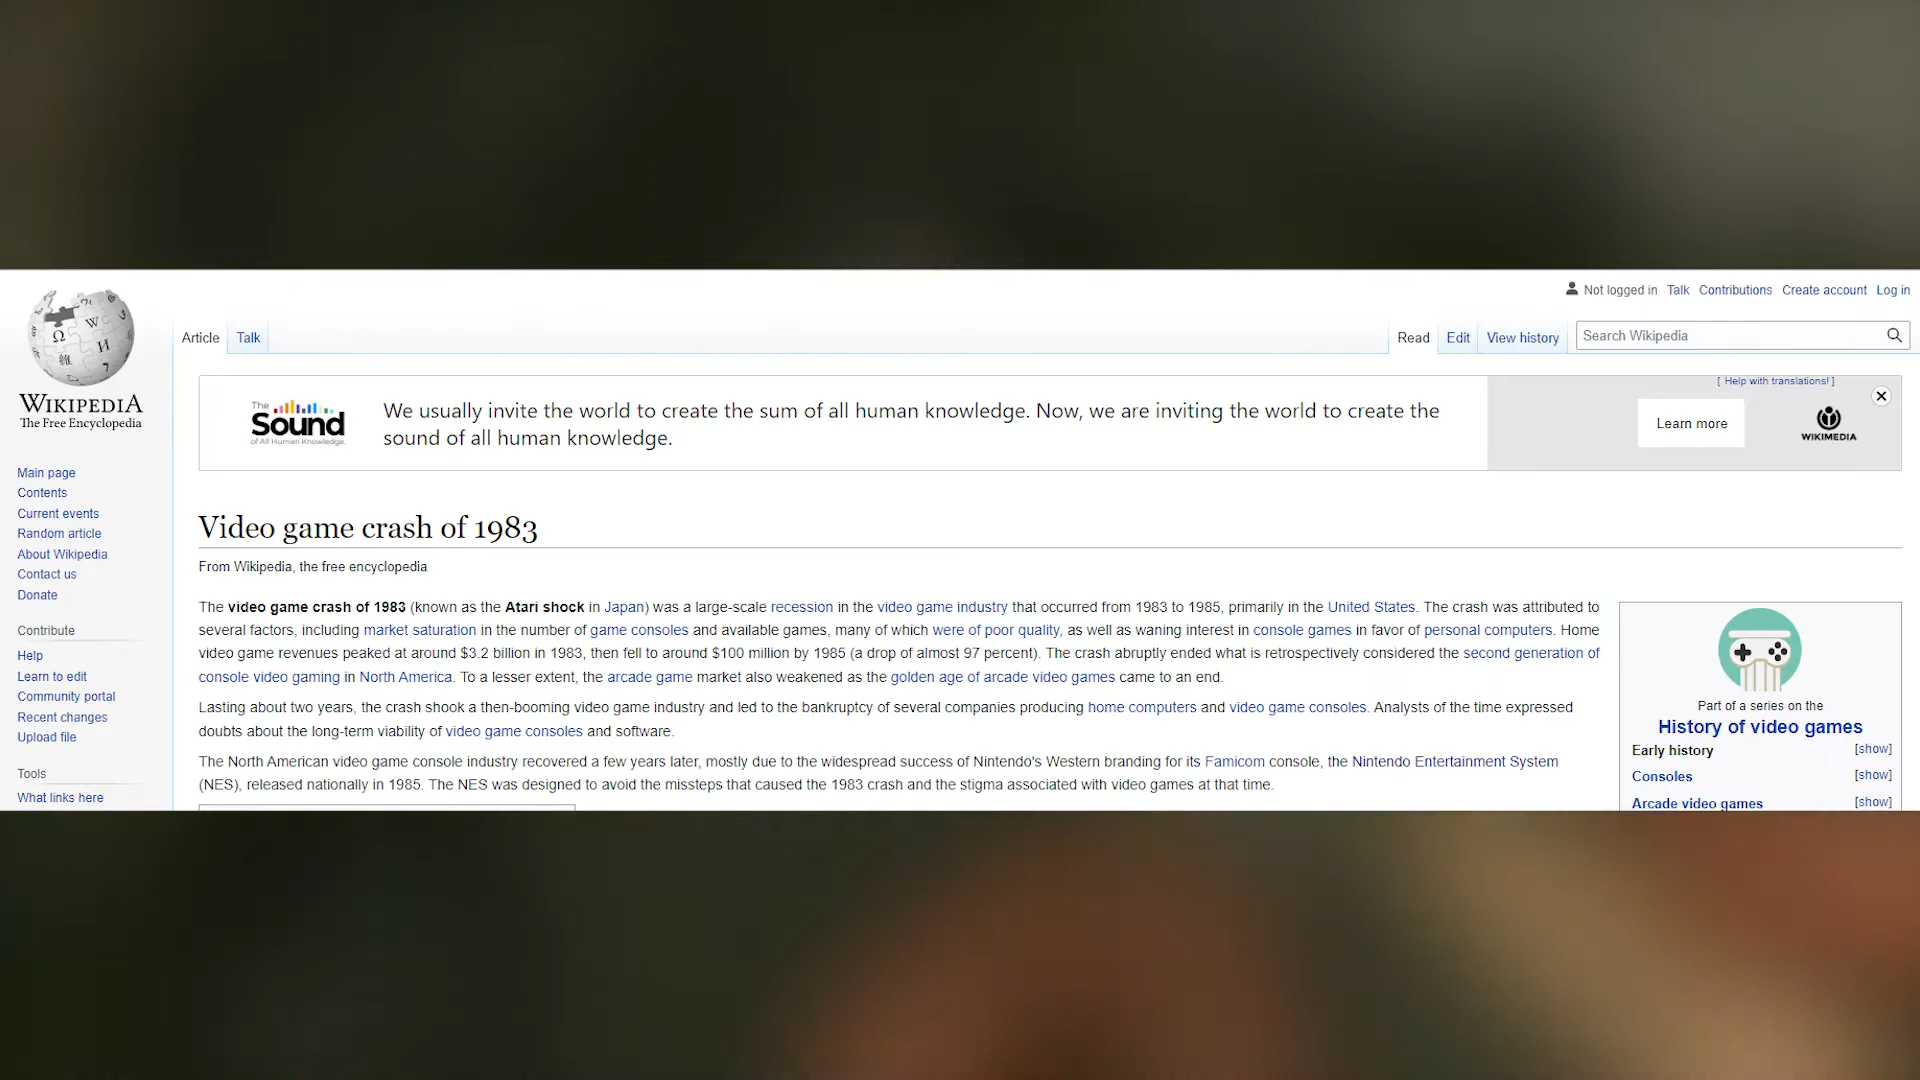 Not logged in Talk Contributions Create account Log in
Article Talk Read Edit View history Search Wikipedia
WIKIPEDIA
The Free Encyclopedia
Main page
Contents
Current events
Random article
About Wikipedia
Contact us
Donate
Contribute
Help
Learn to edit
Community portal
Recent changes
Upload file
Tools
What links here
[ Help with translations! ]
The
Sound
of All Human Knowledge.
We usually invite the world to create the sum of all human knowledge. Now, we are inviting the world to create the
sound of all human knowledge.
Learn more
WIKIMEDIA
Video game crash of 1983
From Wikipedia, the free encyclopedia
The video game crash of 1983 (known as the Atari shock in Japan) was a large-scale recession in the video game industry that occurred from 1983 to 1985, primarily in the United States. The crash was attributed to
several factors, including market saturation in the number of game consoles and available games, many of which were of poor quality, as well as waning interest in console games in favor of personal computers. Home
video game revenues peaked at around $3.2 billion in 1983, then fell to around $100 million by 1985 (a drop of almost 97 percent). The crash abruptly ended what is retrospectively considered the second generation of
console video gaming in North America. To a lesser extent, the arcade game market also weakened as the golden age of arcade video games came to an end.
Lasting about two years, the crash shook a then-booming video game industry and led to the bankruptcy of several companies producing home computers and video game consoles. Analysts of the time expressed
doubts about the long-term viability of video game consoles and software.
The North American video game console industry recovered a few years later, mostly due to the widespread success of Nintendo's Western branding for its Famicom console, the Nintendo Entertainment System
(NES), released nationally in 1985. The NES was designed to avoid the missteps that caused the 1983 crash and the stigma associated with video games at that time.
Part of a series on the
History of video games
Early history [show]
Consoles [show]
Arcade video games [show]